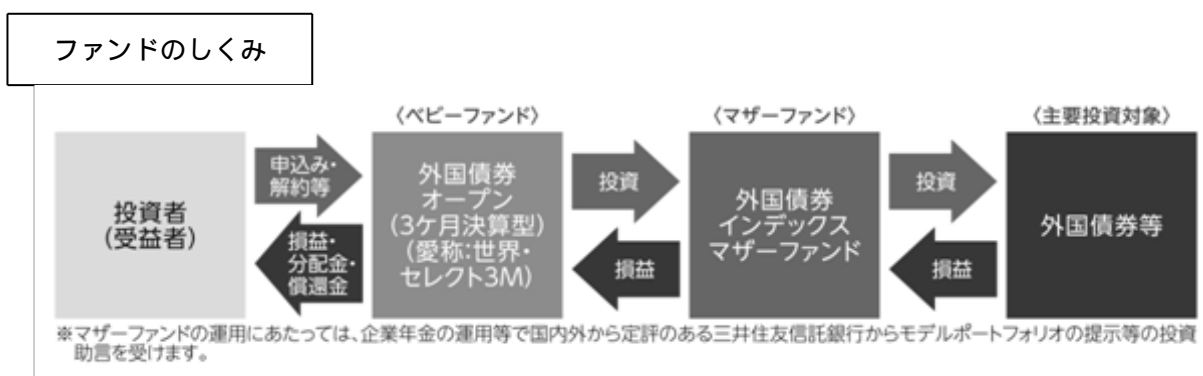 ファンドのしくみ
〈ベビーファンド〉
〈マザーファンド〉
〈主要投資対象〉
投資者
(受益者)
申込み・
解約等
損益・
分配金・
償還金
外国債券
オープン
(3ケ月決算型)
(愛称:世界・
セレクト3M)
投資
損益
外国債券
インデックス
マザーファンド
投資
損益
外国債券等
※マザーファンドの運用にあたっては、企業年金の運用等で国内外から定評のある三井住友信託銀行からモデルポートフォリオの提示等の投資
助言を受けます。